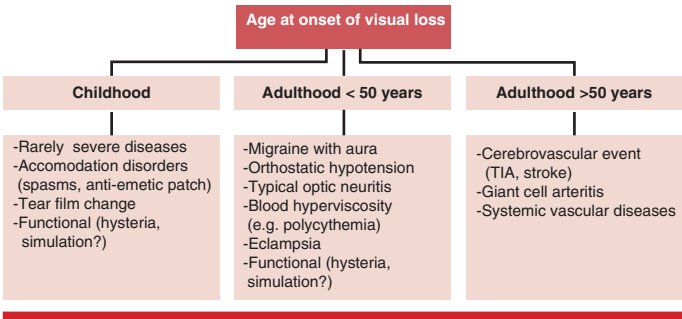 Age at onset of visual loss
Childhood
Adulthood < 50 years
Adulthood >50 years
-Rarely  severe diseases
-Accomodation disorders
(spasms, anti-emetic patch)
-Tear film change
-Functional (hysteria,
simulation?)
-Migraine with aura
-Orthostatic hypotension
-Typical optic neuritis
-Blood hyperviscosity
(e.g. polycythemia)
-Eclampsia
-Functional (hysteria,
simulation?)
-Cerebrovascular event
(TIA, stroke)
-Giant cell arteritis
-Systemic vascular diseases